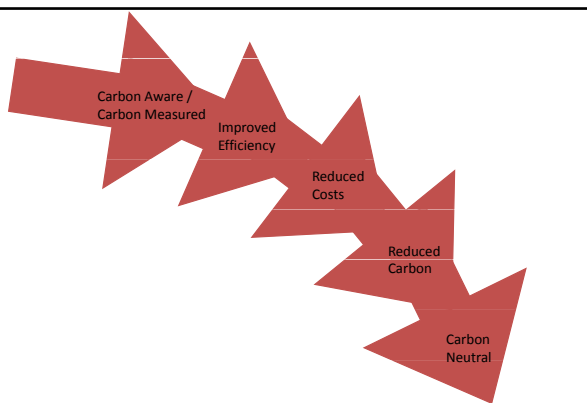 Carbon Aware /
Carbon Measured
Improved
Efficiency
Reduced
Costs
Reduced
Carbon
Carbon
Neutral